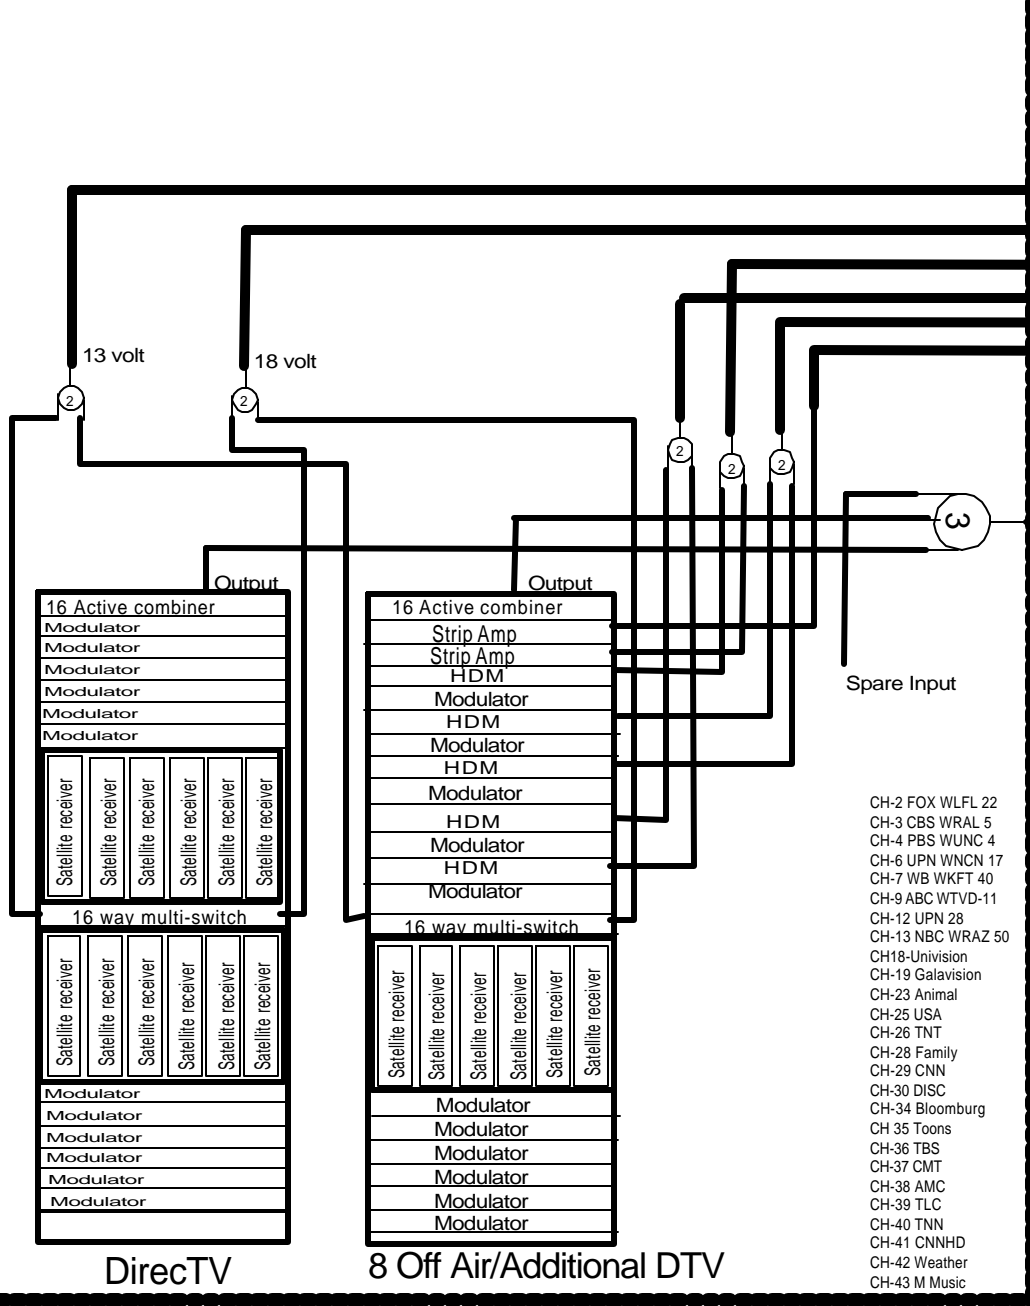 13 volt
18 volt
2
2
2
2
2
3
Spare Input
Output
16 Active combiner
Modulator
Modulator
Modulator
Modulator
Modulator
Modulator
Satellite receiver
Satellite receiver
Satellite receiver
Satellite receiver
Satellite receiver
Satellite receiver
16 way multi-switch
Satellite receiver
Satellite receiver
Satellite receiver
Satellite receiver
Satellite receiver
Satellite receiver
Modulator
Modulator
Modulator
Modulator
Modulator
Modulator
DirecTV
Output
16 Active combiner
Strip Amp
Strip Amp
HDM
Modulator
HDM
Modulator
HDM
Modulator
HDM
Modulator
HDM
Modulator
16 way multi-switch
Satellite receiver
Satellite receiver
Satellite receiver
Satellite receiver
Satellite receiver
Satellite receiver
Modulator
Modulator
Modulator
Modulator
Modulator
Modulator
8 Off Air/Additional DTV
CH-2 FOX WLFL 22
CH-3 CBS WRAL 5
CH-4 PBS WUNC 4
CH-6 UPN WNCN 17
CH-7 WB WKFT 40
CH-9 ABC WTVD-11
CH-12 UPN 28
CH-13 NBC WRAZ 50
CH18-Univision
CH-19 Galavision
CH-23 Animal
CH-25 USA
CH-26 TNT
CH-28 Family
CH-29 CNN
CH-30 DISC
CH-34 Bloomburg
CH 35 Toons
CH-36 TBS
CH-37 CMT
CH-38 AMC
CH-39 TLC
CH-40 TNN
CH-41 CNNHD
CH-42 Weather
CH-43 M Music